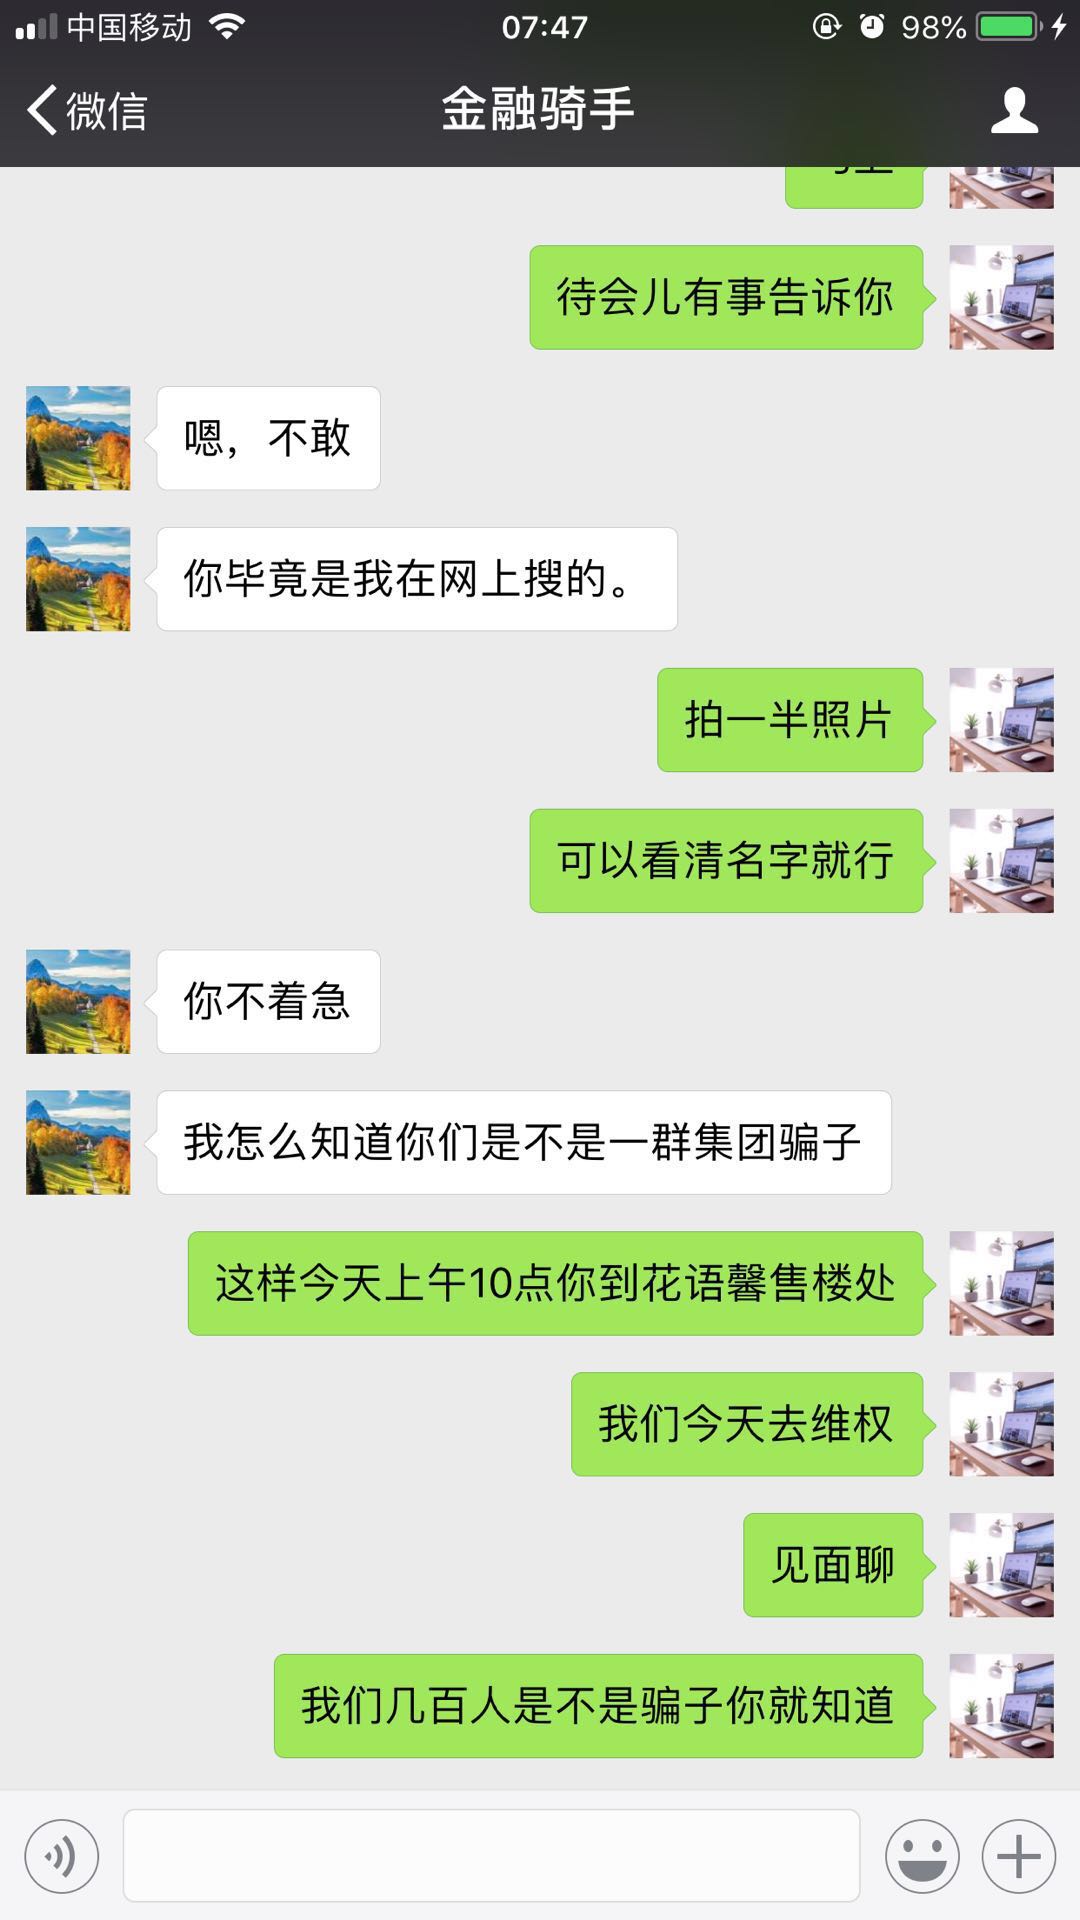 中国移动
07:47
98%
微信
金融骑手
待会儿有事告诉你
嗯，不敢
你毕竟是我在网上搜的。
拍一半照片
可以看清名字就行
你不着急
我怎么知道你们是不是一群集团骗子
这样今天上午10点你到花语馨售楼处
我们今天去维权
见面聊
我们几百人是不是骗子你就知道